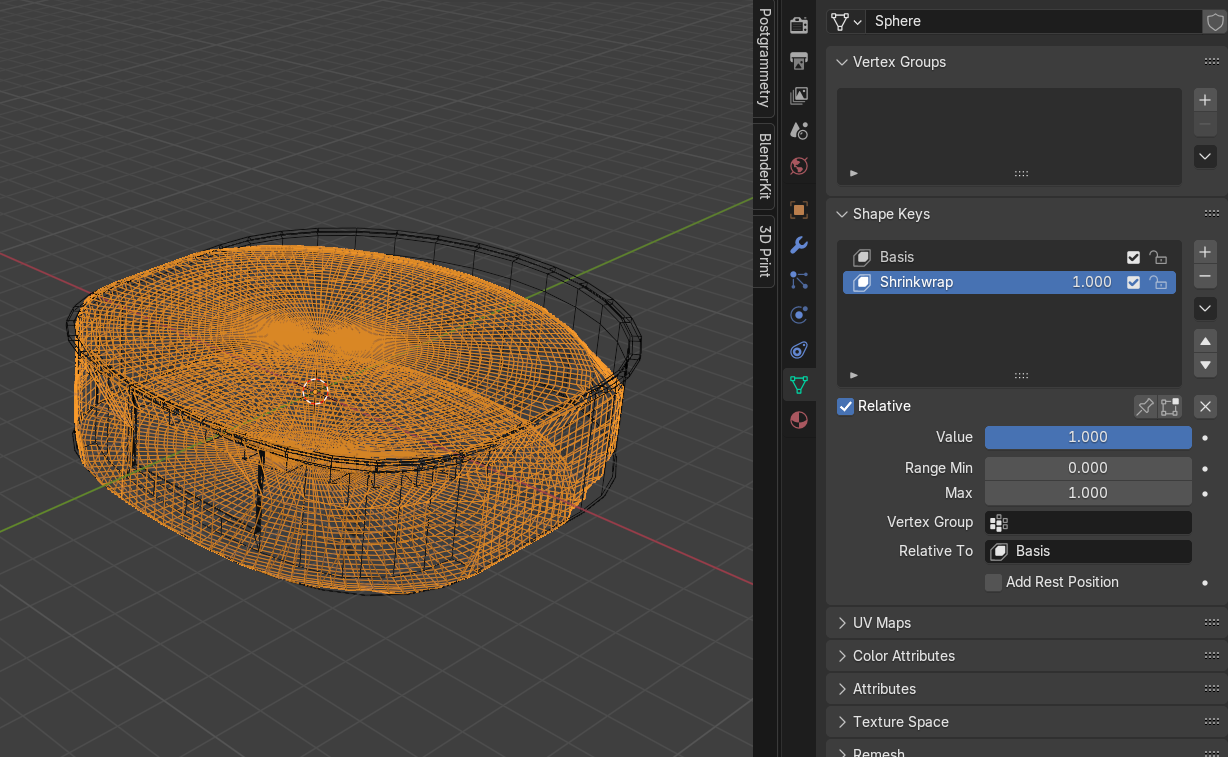 Postgrammetry
BlenderKit
3D Print
Sphere
Vertex Groups
Shape Keys
Basis
Shrinkwrap 1.000
Relative
Value 1.000
Range Min 0.000
Max 1.000
Vertex Group
Relative To Basis
Add Rest Position
UV Maps
Color Attributes
Attributes
Texture Space
Remesh